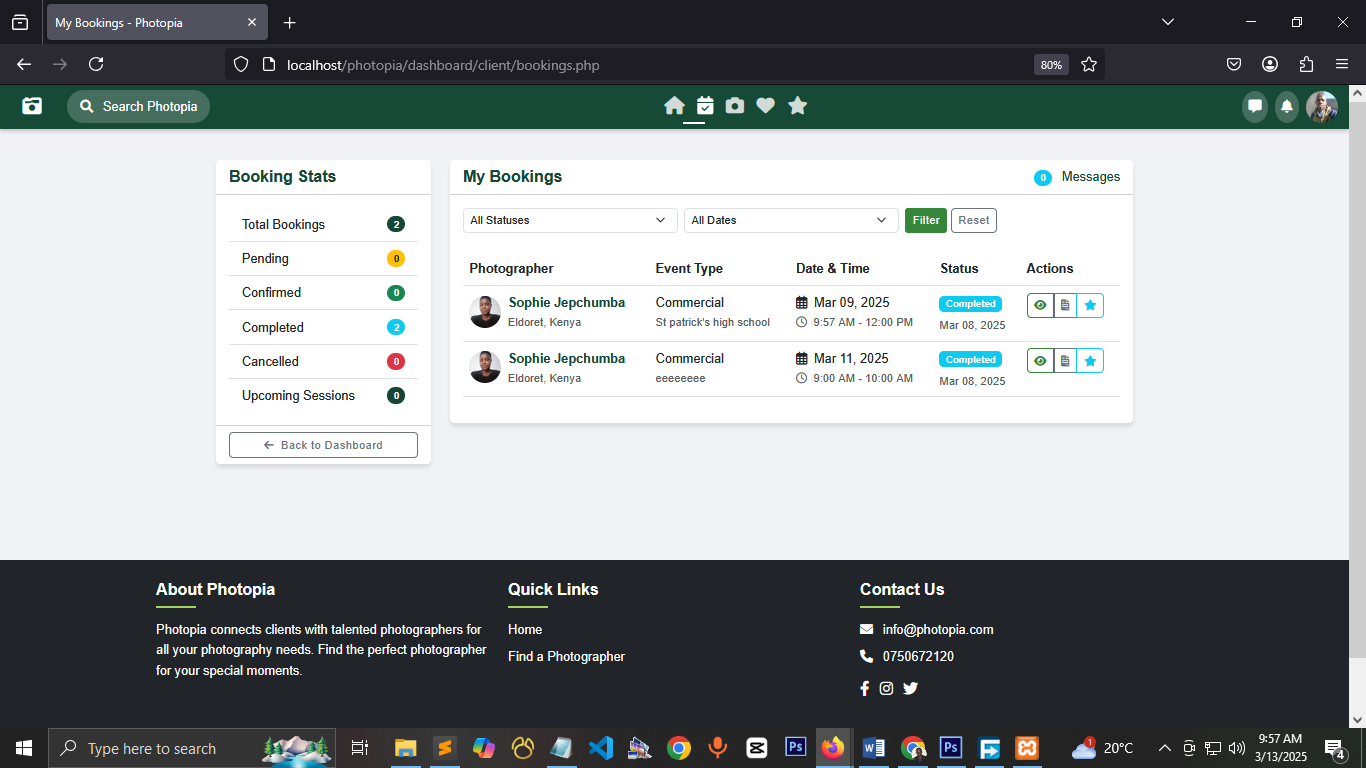 My Bookings - Photopia
localhost/photopia/dashboard/client/bookings.php
80%
Search Photopia
Booking Stats
Total Bookings 2
Pending 0
Confirmed 0
Completed 2
Cancelled 0
Upcoming Sessions 0
Back to Dashboard
My Bookings
0 Messages
All Statuses All Dates Filter Reset
Photographer Event Type Date & Time Status Actions
Sophie Jepchumba Commercial Mar 09, 2025 Completed
Eldoret, Kenya St patrick's high school 9:57 AM - 12:00 PM Mar 08, 2025
Sophie Jepchumba Commercial Mar 11, 2025 Completed
Eldoret, Kenya eeeeeeee 9:00 AM - 10:00 AM Mar 08, 2025
About Photopia
Photopia connects clients with talented photographers for
all your photography needs. Find the perfect photographer
for your special moments.
Quick Links
Home
Find a Photographer
Contact Us
info@photopia.com
0750672120
Type here to search
Ps
Ps
1
20°C
9:57 AM
3/13/2025
4